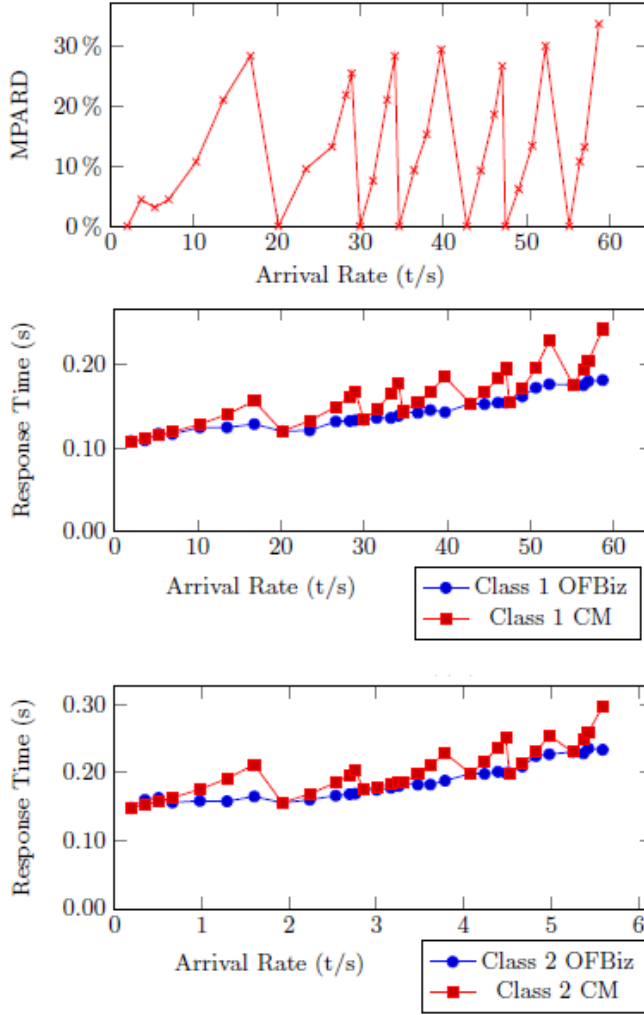 30 %
20 %
10 %
0 %
MPARD
0 10 20 30 40 50 60
Arrival Rate (t/s)
0.20
0.10
0.00
Response Time (s)
0 10 20 30 40 50 60
Arrival Rate (t/s)
Class 1 OFBiz
Class 1 CM
0.30
0.20
0.10
0.00
Response Time (s)
0 1 2 3 4 5 6
Arrival Rate (t/s)
Class 2 OFBiz
Class 2 CM